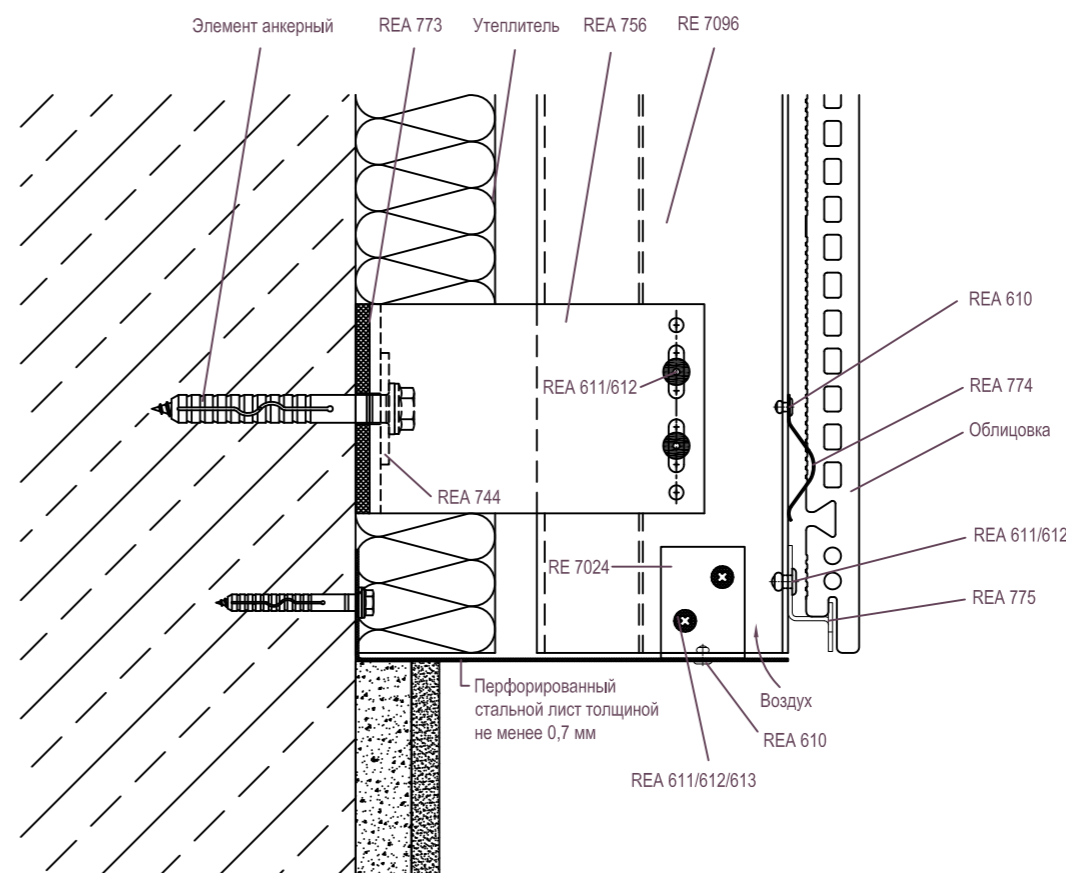 Элемент анкерный
REA 773
Утеплитель
REA 756
RE 7096
REA 610
REA 774
REA 611/612
Облицовка
REA 744
REA 611/612
RE 7024
REA 775
Перфорированный
стальной лист толщиной
не менее 0,7 мм
Воздух
REA 610
REA 611/612/613